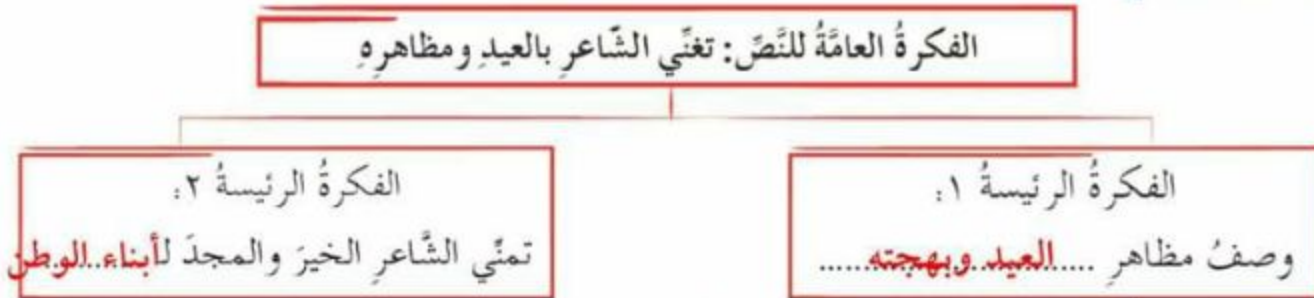 الفكرةُ العامَّةُ للنَّصِّ: تغنِّي الشّاعرِ بالعيدِ ومظاهرِهِ
الفكرةُ الرئيسةُ ١:
وصفُ مظاهرِ .....العيد وبهجته.....
الفكرةُ الرئيسةُ ٢:
تمنِّي الشَّاعرِ الخيرَ والمجدَ لأبناء الوطن